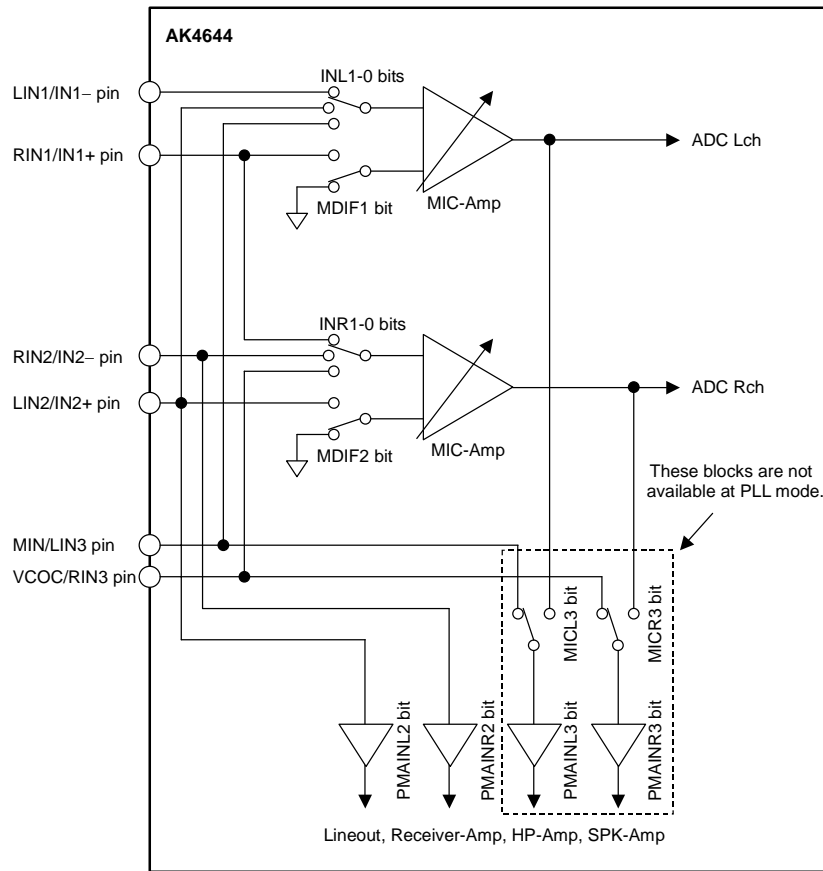 AK4644
INL1-0 bits
LIN1/IN1− pin
ADC Lch
RIN1/IN1+ pin
MDIF1 bit
MIC-Amp
INR1-0 bits
RIN2/IN2− pin
ADC Rch
LIN2/IN2+ pin
MDIF2 bit
MIC-Amp
These blocks are not
available at PLL mode.
MIN/LIN3 pin
VCOC/RIN3 pin
MICL3 bit
MICR3 bit
PMAINL2 bit
PMAINR2 bit
PMAINL3 bit
PMAINR3 bit
Lineout, Receiver-Amp, HP-Amp, SPK-Amp